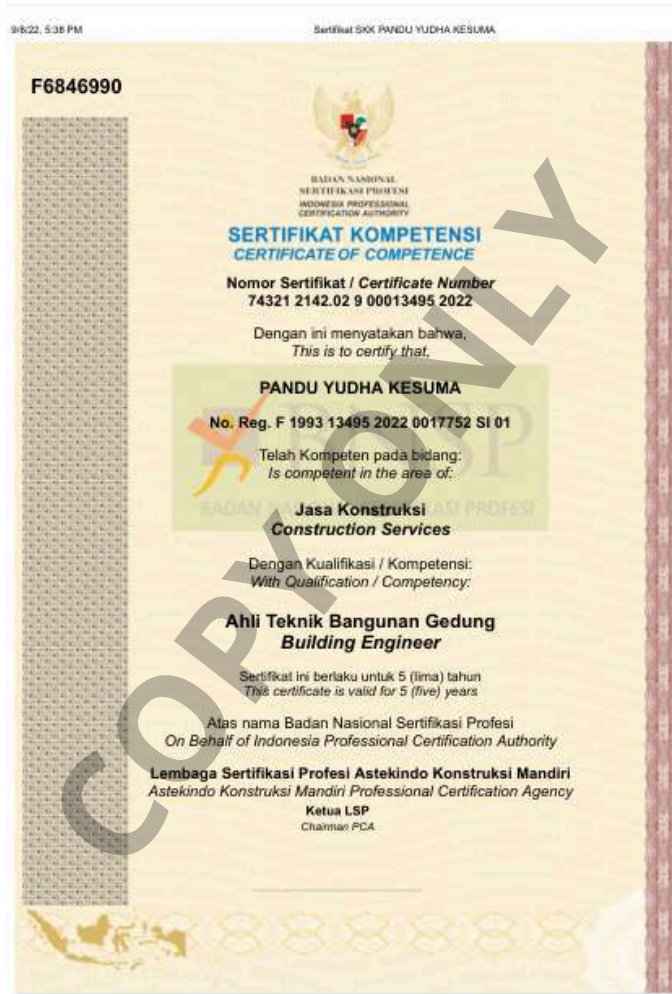 9/8/22, 5:38 PM
Sertifikat SKK PANDU YUDHA KESUMA
F6846990
BADAN NASIONAL
SERTIFIKASI PROFESI
INDONESIA PROFESSIONAL
CERTIFICATION AUTHORITY
SERTIFIKAT KOMPETENSI
CERTIFICATE OF COMPETENCE
Nomor Sertifikat / Certificate Number
74321 2142.02 9 00013495 2022
Dengan ini menyatakan bahwa,
This is to certify that,
PANDU YUDHA KESUMA
No. Reg. F 1993 13495 2022 0017752 SI 01
Telah Kompeten pada bidang:
Is competent in the area of:
Jasa Konstruksi
Construction Services
Dengan Kualifikasi / Kompetensi:
With Qualification / Competency:
Ahli Teknik Bangunan Gedung
Building Engineer
Sertifikat ini berlaku untuk 5 (lima) tahun
This certificate is valid for 5 (five) years
Atas nama Badan Nasional Sertifikasi Profesi
On Behalf of Indonesia Professional Certification Authority
Lembaga Sertifikasi Profesi Astekindo Konstruksi Mandiri
Astekindo Konstruksi Mandiri Professional Certification Agency
Ketua LSP
Chairman PCA
COPY ONLY